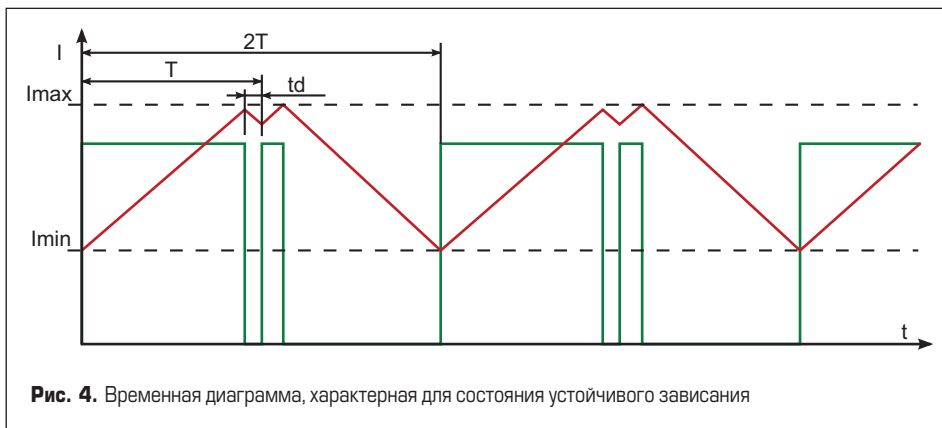 I
2T
T
td
Imax
Imin
t
Рис. 4. Временная диаграмма, характерная для состояния устойчивого зависания